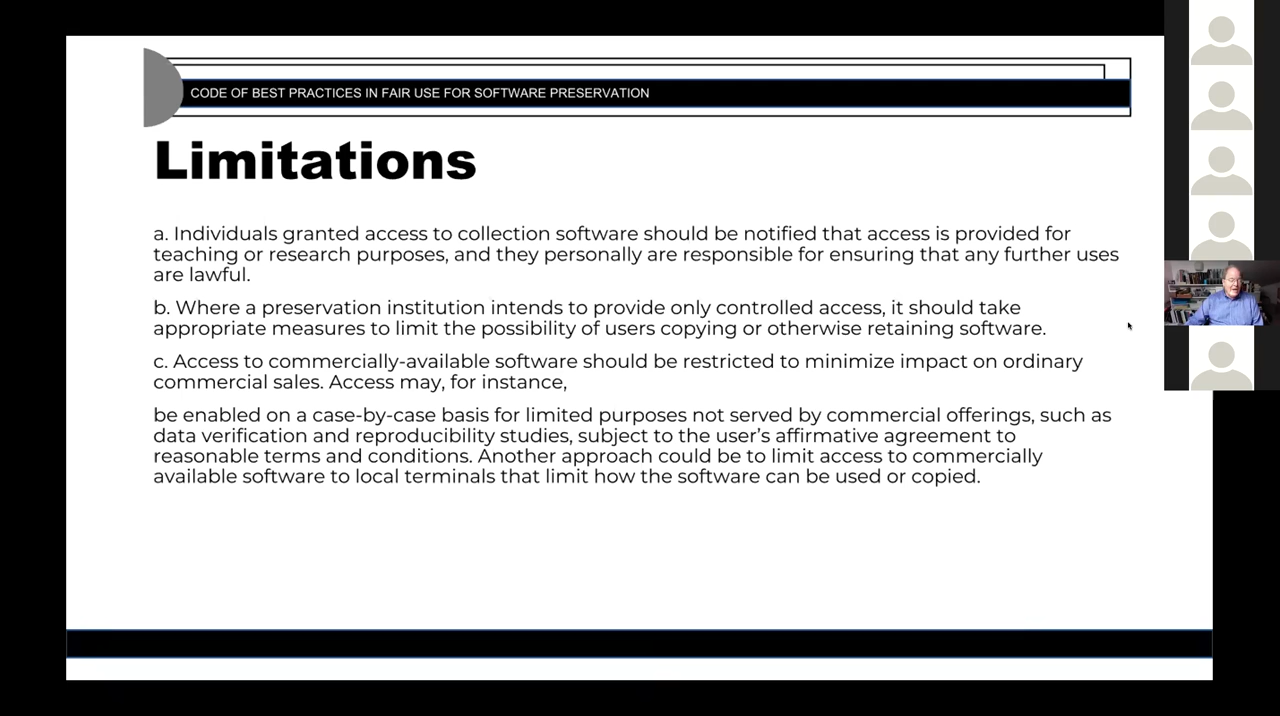 CODE OF BEST PRACTICES IN FAIR USE FOR SOFTWARE PRESERVATION
Limitations
a. Individuals granted access to collection software should be notified that access is provided for
teaching or research purposes, and they personally are responsible for ensuring that any further uses
are lawful.
b. Where a preservation institution intends to provide only controlled access, it should take
appropriate measures to limit the possibility of users copying or otherwise retaining software.
c. Access to commercially-available software should be restricted to minimize impact on ordinary
commercial sales. Access may, for instance,
be enabled on a case-by-case basis for limited purposes not served by commercial offerings, such as
data verification and reproducibility studies, subject to the user’s affirmative agreement to
reasonable terms and conditions. Another approach could be to limit access to commercially
available software to local terminals that limit how the software can be used or copied.